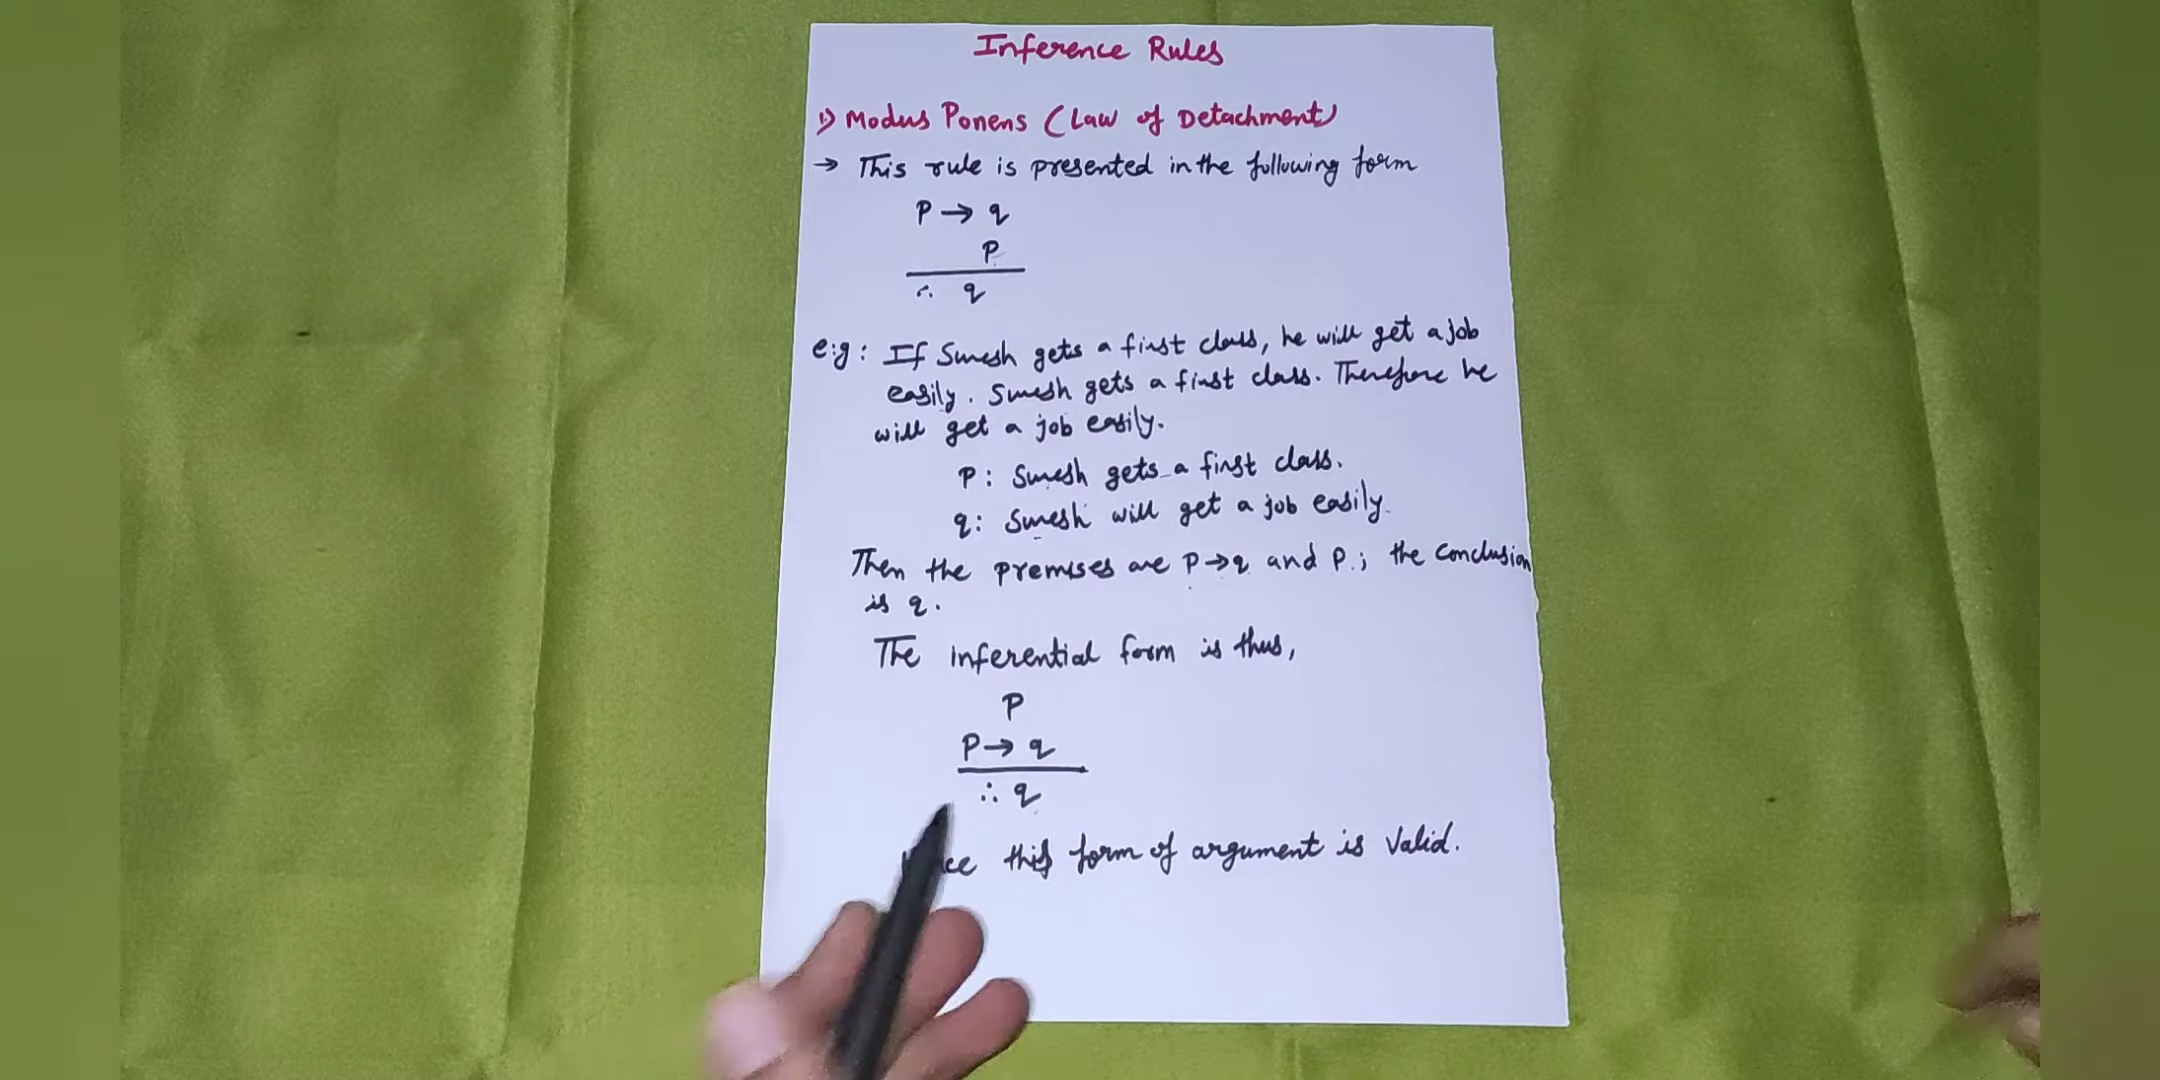 Inference Rules
1) Modus Ponens (Law of Detachment)
→ This rule is presented in the following form
P → q
P
∴ q
e.g: If Suresh gets a first class, he will get a job
easily. Suresh gets a first class. Therefore he
will get a job easily.
P: Suresh gets a first class.
q: Suresh will get a job easily.
Then the premises are P→q and P; the conclusion
is q.
The inferential form is thus,
P
P→ q
∴ q
this form of argument is valid.